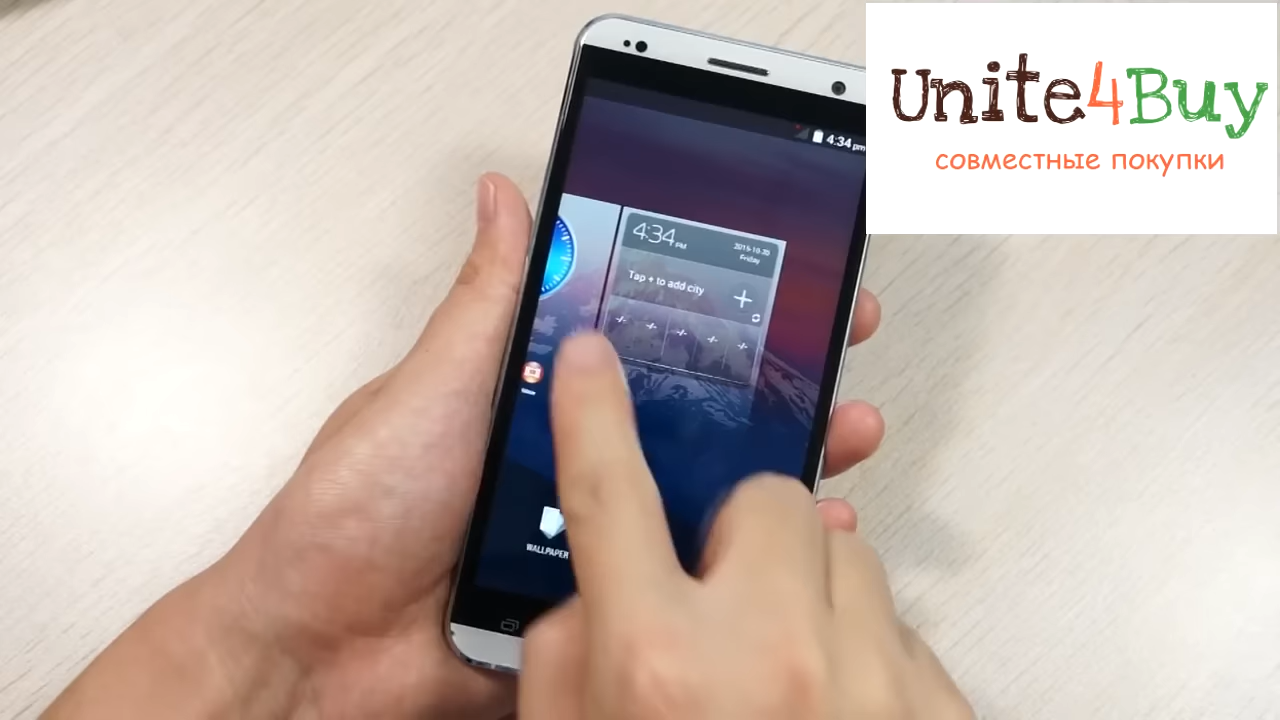 Unite4Buy
совместные покупки
4:34 pm
4:34 PM
2015-10-30
Friday
Tap + to add city
WALLPAPER